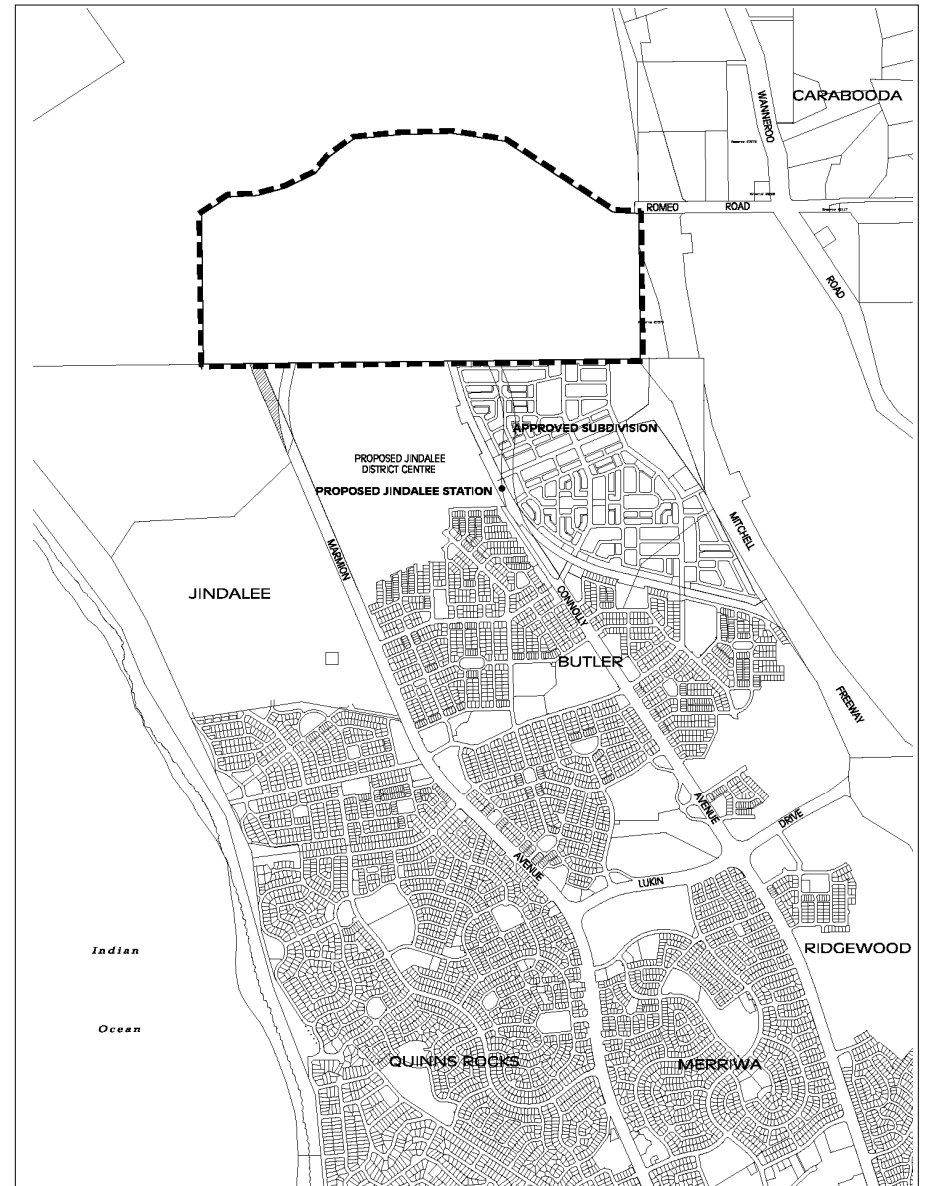 CARABOODA
WANNEROO
ROMEO
ROAD
ROAD
APPROVED SUBDIVISION
PROPOSED JINDALEE
DISTRICT CENTRE
PROPOSED JINDALEE STATION
MITCHELL
MARMION
JINDALEE
CONNOLLY
BUTLER
FREEWAY
AVENUE
DRIVE
AVENUE
LUKIN
Indian
RIDGEWOOD
Ocean
QUINNS ROCKS
MERRIWA